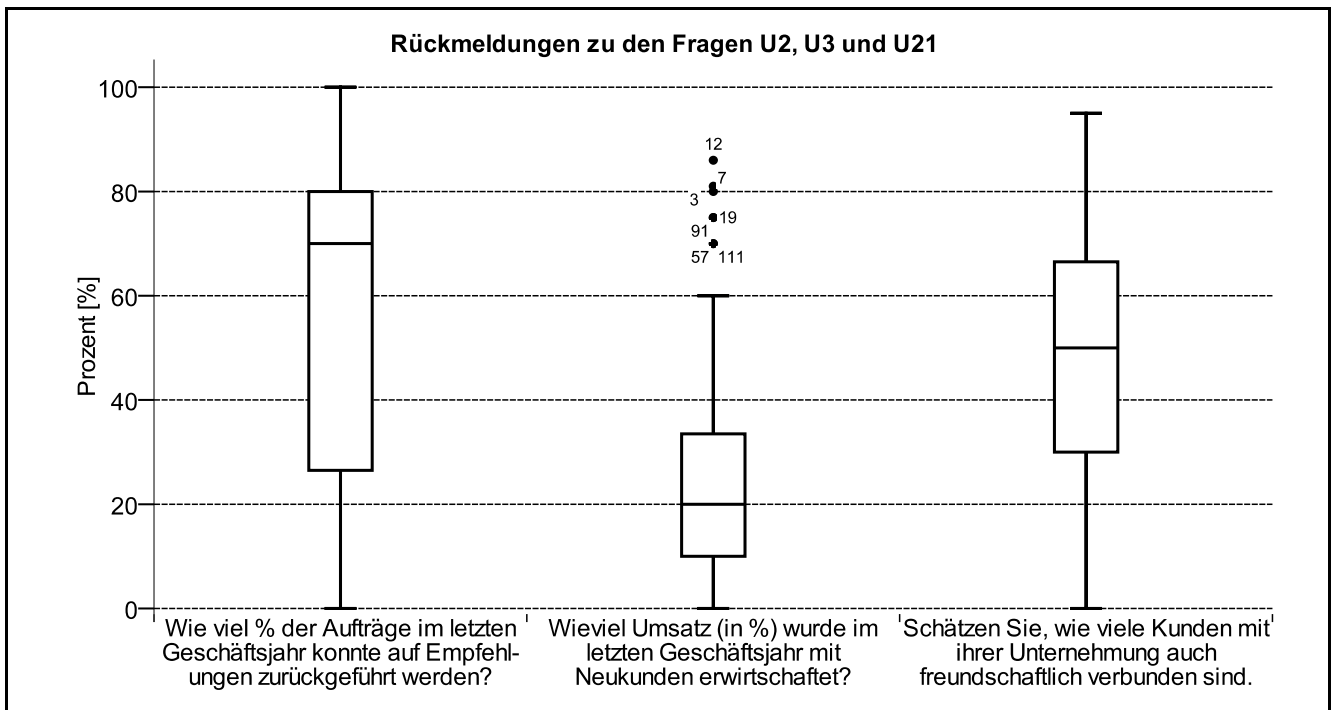 Rückmeldungen zu den Fragen U2, U3 und U21
Prozent [%]
100
80
60
40
20
0
12
7
3
19
91
57 111
Wie viel % der Aufträge im letzten
Geschäftsjahr konnte auf Empfehl-
ungen zurückgeführt werden?
Wieviel Umsatz (in %) wurde im
letzten Geschäftsjahr mit
Neukunden erwirtschaftet?
Schätzen Sie, wie viele Kunden mit
ihrer Unternehmung auch
freundschaftlich verbunden sind.